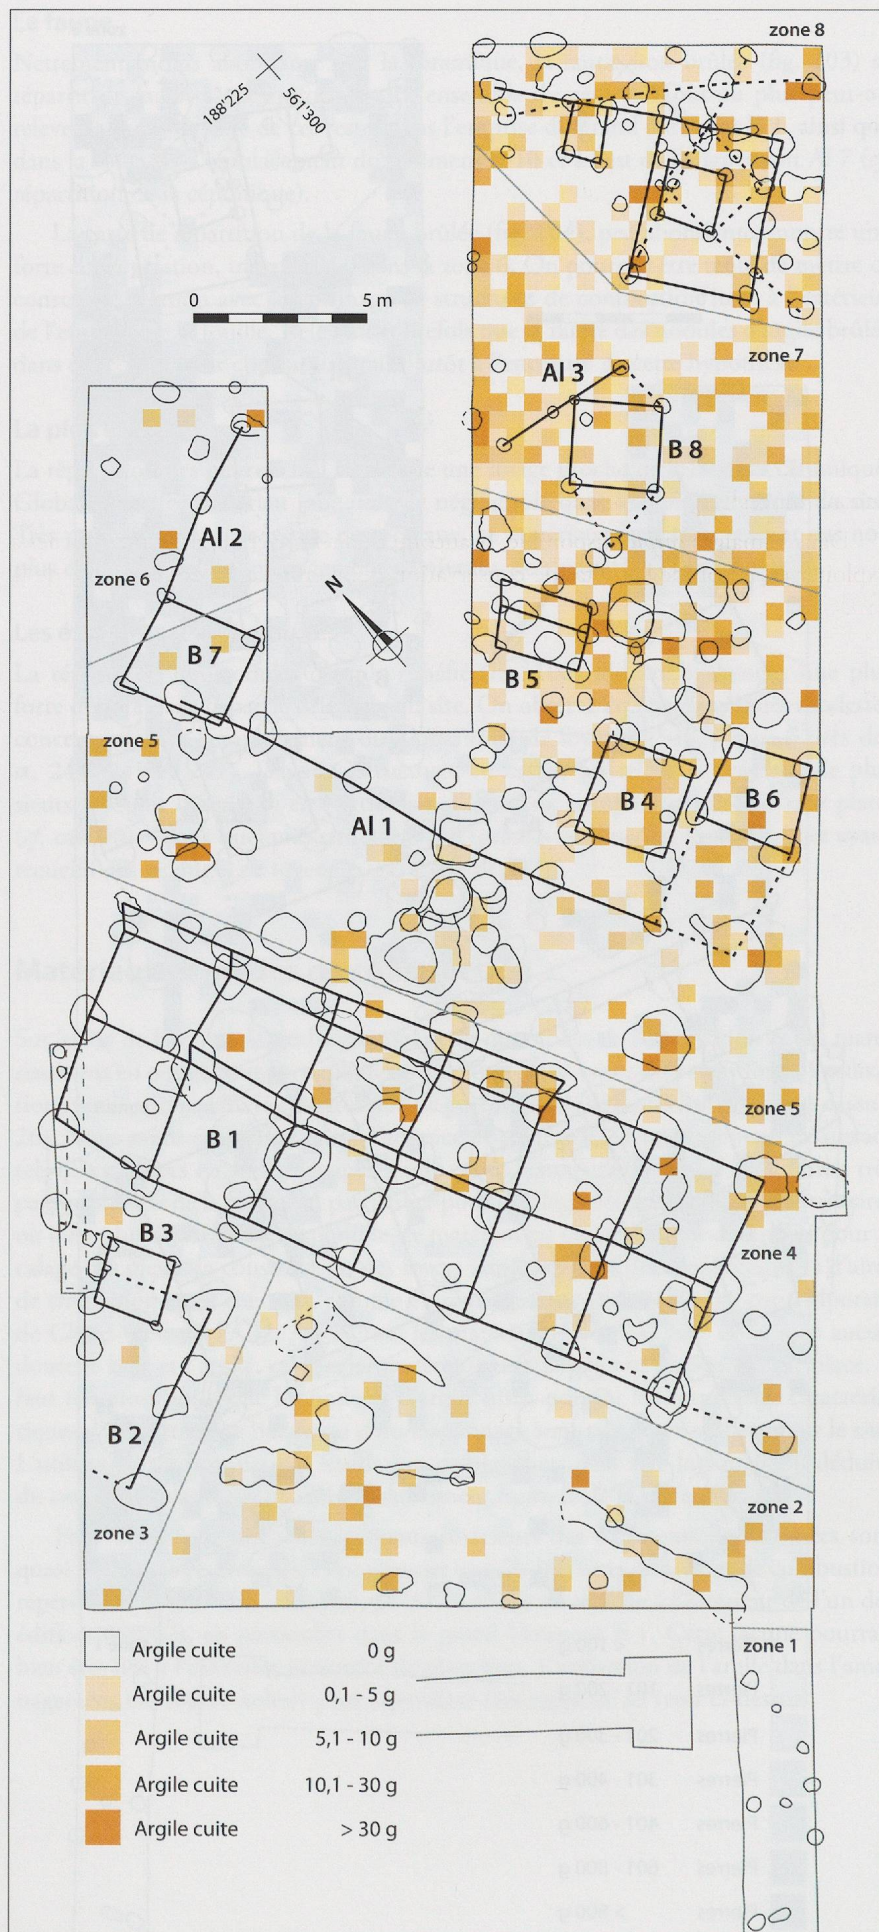 zone 8
188'225
561'300
0 5 m
zone 7
Al 3
B 8
Al 2
zone 6
N
B 7
B 5
zone 5
B 4
B 6
Al 1
zone 5
B 1
B 3
zone 4
B 2
zone 2
zone 3
zone 1
Argile cuite 0 g
Argile cuite 0,1 - 5 g
Argile cuite 5,1 - 10 g
Argile cuite 10,1 - 30 g
Argile cuite > 30 g